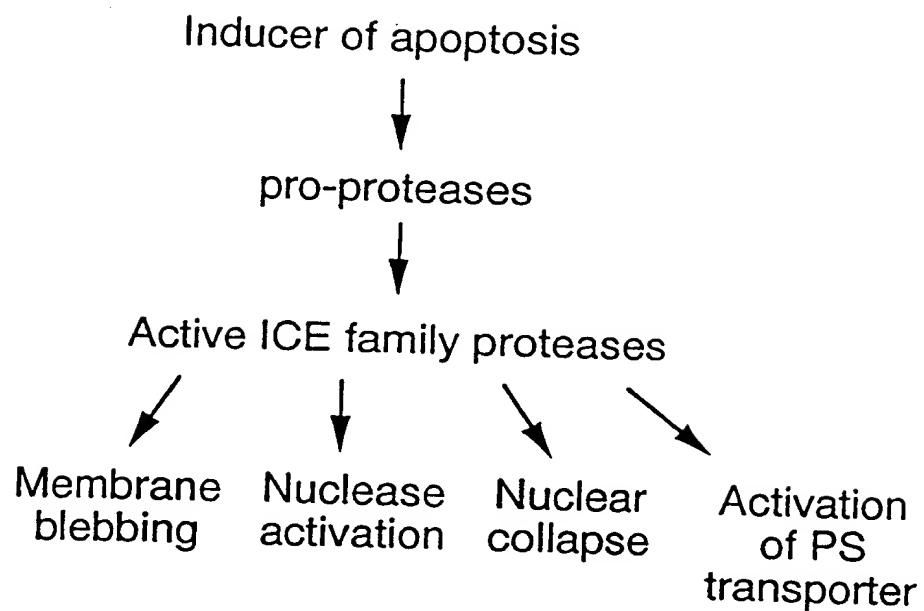 Inducer of apoptosis
pro-proteases
Active ICE family proteases
Membrane
blebbing
Nuclease
activation
Nuclear
collapse
Activation
of PS
transporter